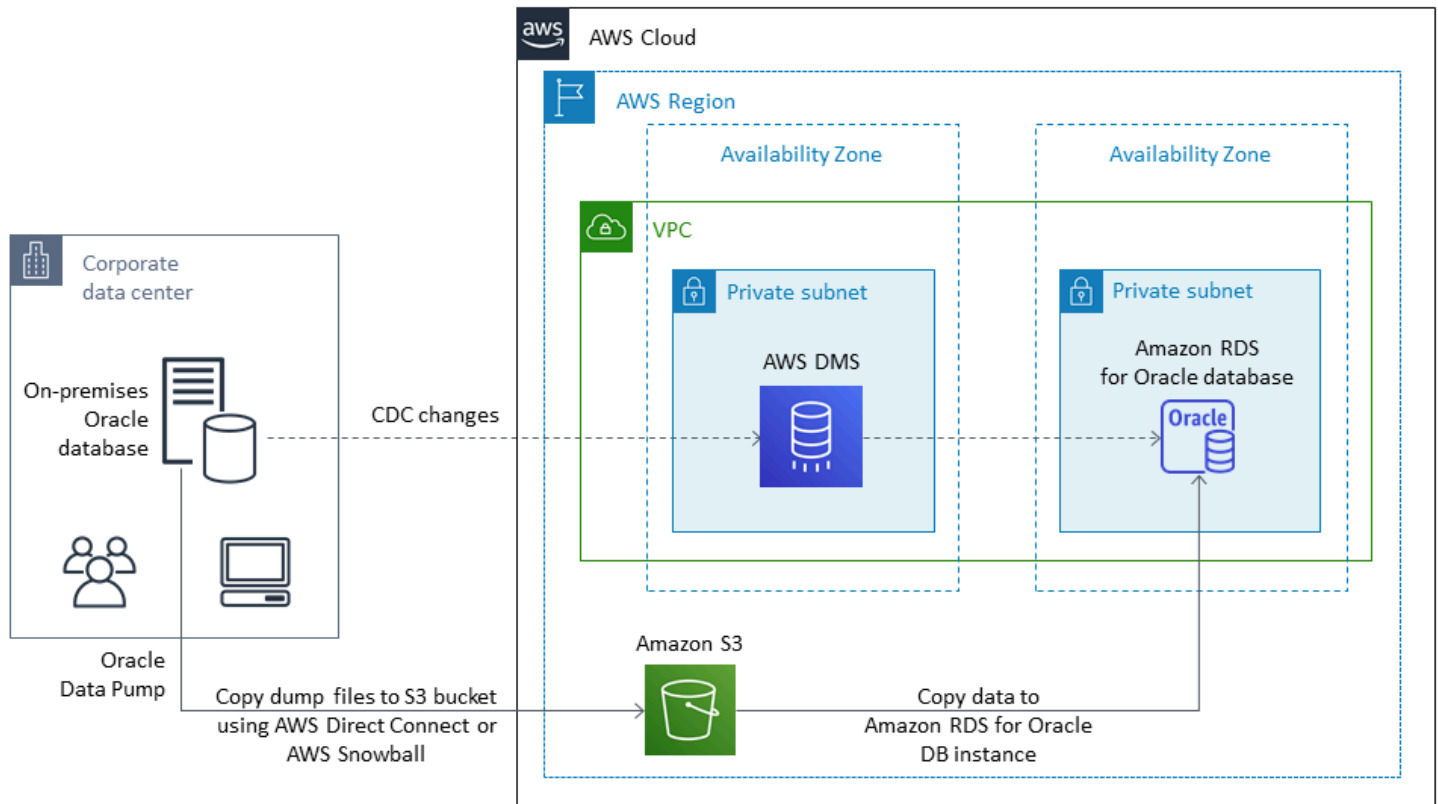 aws
AWS Cloud
AWS Region
Availability Zone
Availability Zone
VPC
Corporate
data center
Private subnet
Private subnet
On-premises
Oracle
database
CDC changes
AWS DMS
Amazon RDS
for Oracle database
Oracle
Oracle
Data Pump
Copy dump files to S3 bucket
using AWS Direct Connect or
AWS Snowball
Amazon S3
Copy data to
Amazon RDS for Oracle
DB instance